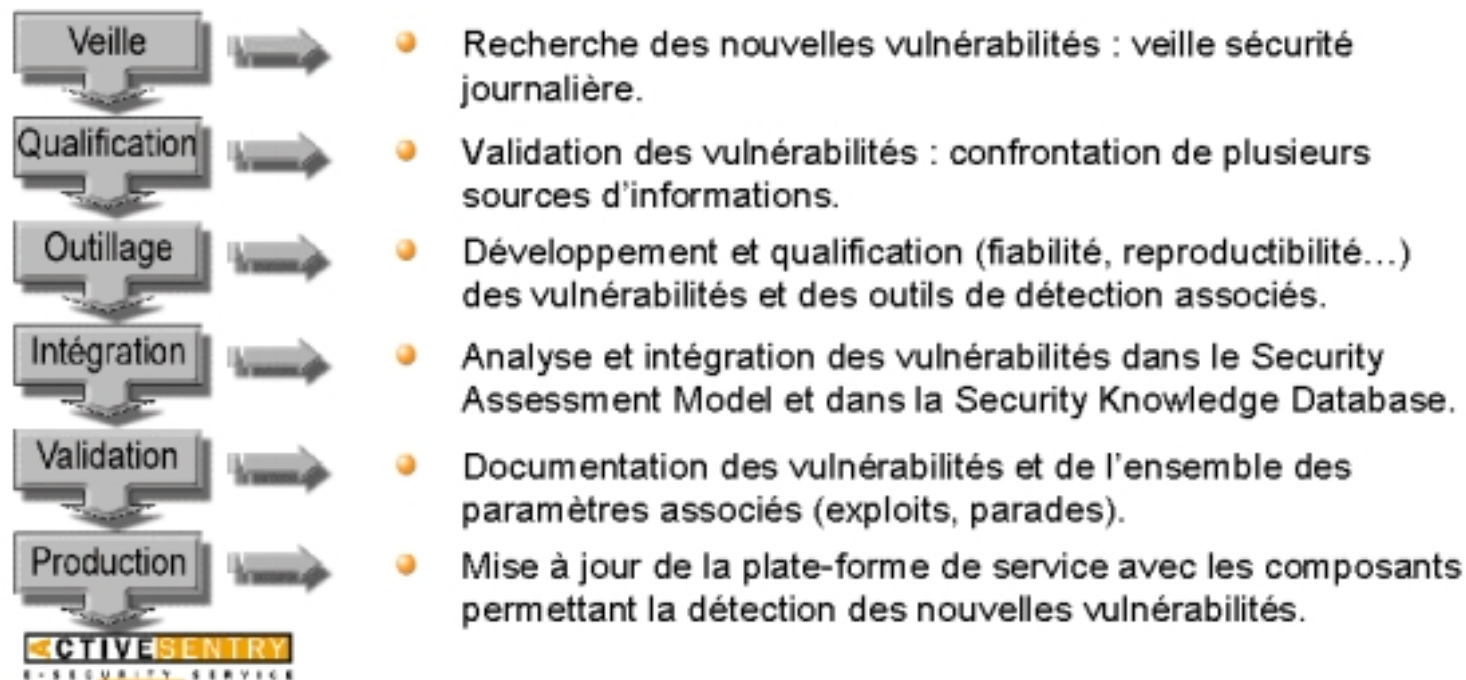 Veille
Recherche des nouvelles vulnérabilités : veille sécurité
journalière.
Qualification
Validation des vulnérabilités : confrontation de plusieurs
sources d'informations.
Outillage
Développement et qualification (fiabilité, reproductibilité…)
des vulnérabilités et des outils de détection associés.
Intégration
Analyse et intégration des vulnérabilités dans le Security
Assessment Model et dans la Security Knowledge Database.
Validation
Documentation des vulnérabilités et de l'ensemble des
paramètres associés (exploits, parades).
Production
Mise à jour de la plate-forme de service avec les composants
permettant la détection des nouvelles vulnérabilités.
ACTIVESENTRY
E-SECURITY SERVICE